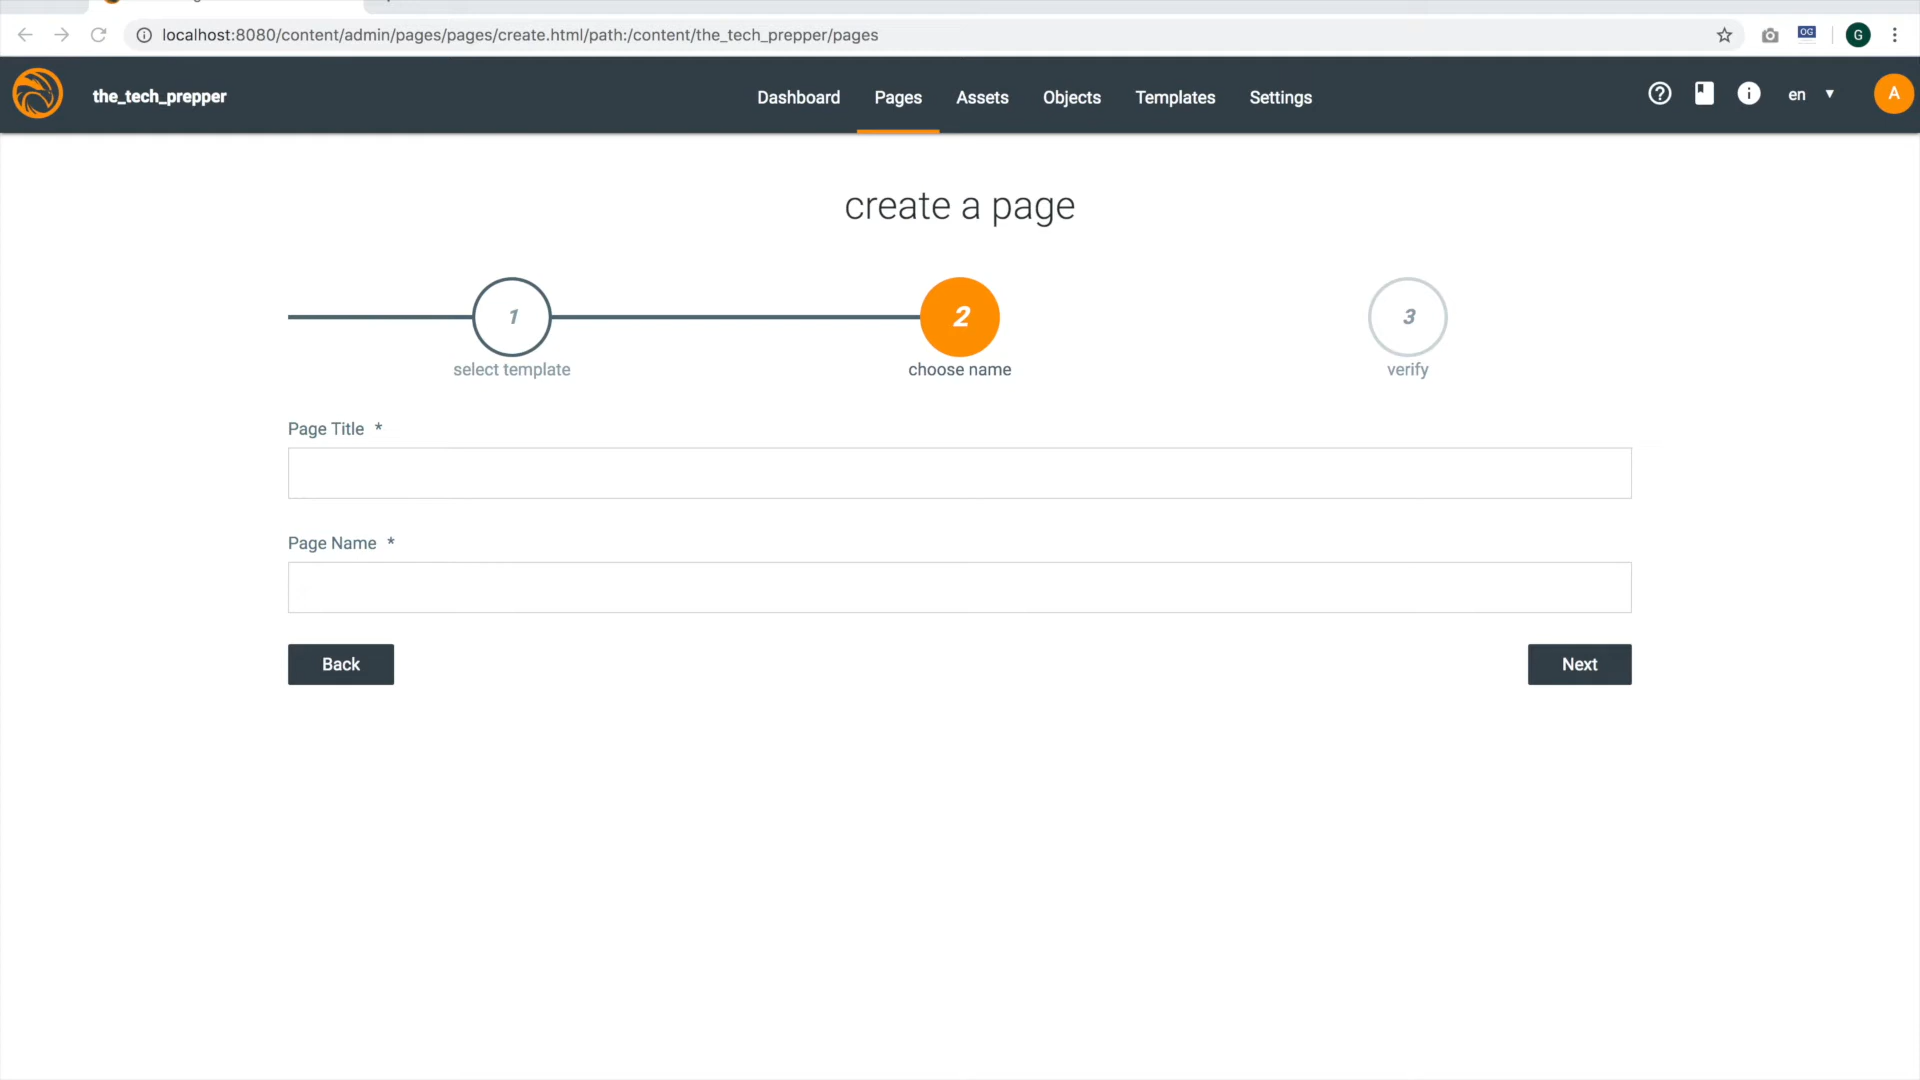 localhost:8080/content/admin/pages/pages/create.html/path:/content/the_tech_prepper/pages
OG
G
the_tech_prepper
Dashboard
Pages
Assets
Objects
Templates
Settings
en
A
create a page
1
2
3
select template
choose name
verify
Page Title *
Page Name *
Back
Next